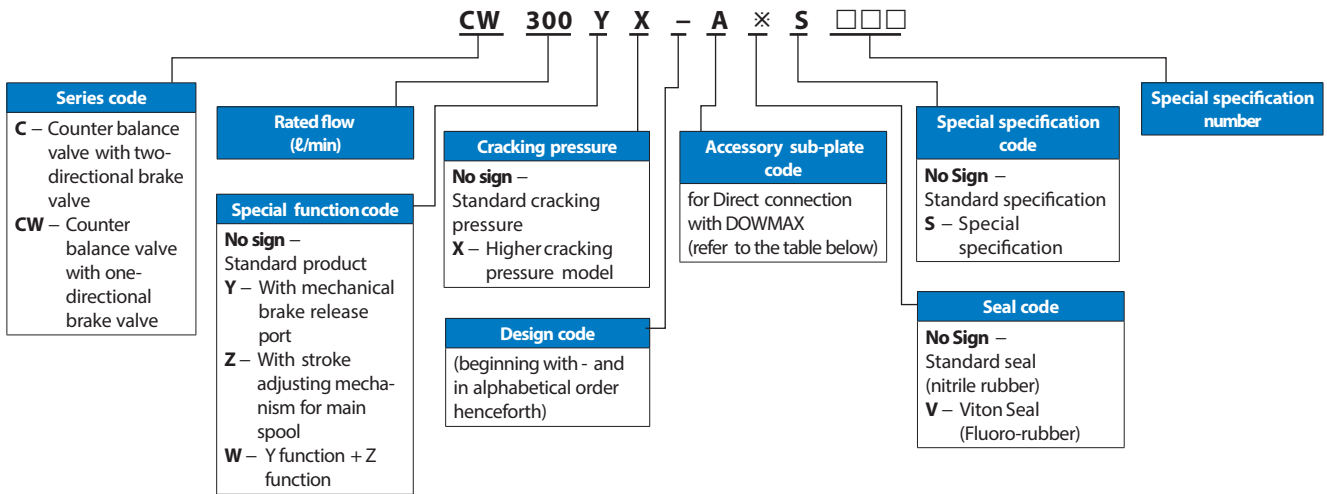 CW 300 Y X – A ※ S □□□
Series code
C – Counter balance
valve with two-
directional brake
valve
CW – Counter
balance valve
with one-
directional
brake valve
Rated flow
(ℓ/min)
Special function code
No sign –
Standard product
Y – With mechanical
brake release
port
Z – With stroke
adjusting mecha-
nism for main
spool
W – Y function + Z
function
Cracking pressure
No sign –
Standard cracking
pressure
X – Higher cracking
pressure model
Design code
(beginning with - and
in alphabetical order
henceforth)
Accessory sub-plate
code
for Direct connection
with DOWMAX
(refer to the table below)
Special specification
code
No Sign –
Standard specification
S – Special
specification
Seal code
No Sign –
Standard seal
(nitrile rubber)
V – Viton Seal
(Fluoro-rubber)
Special specification
number